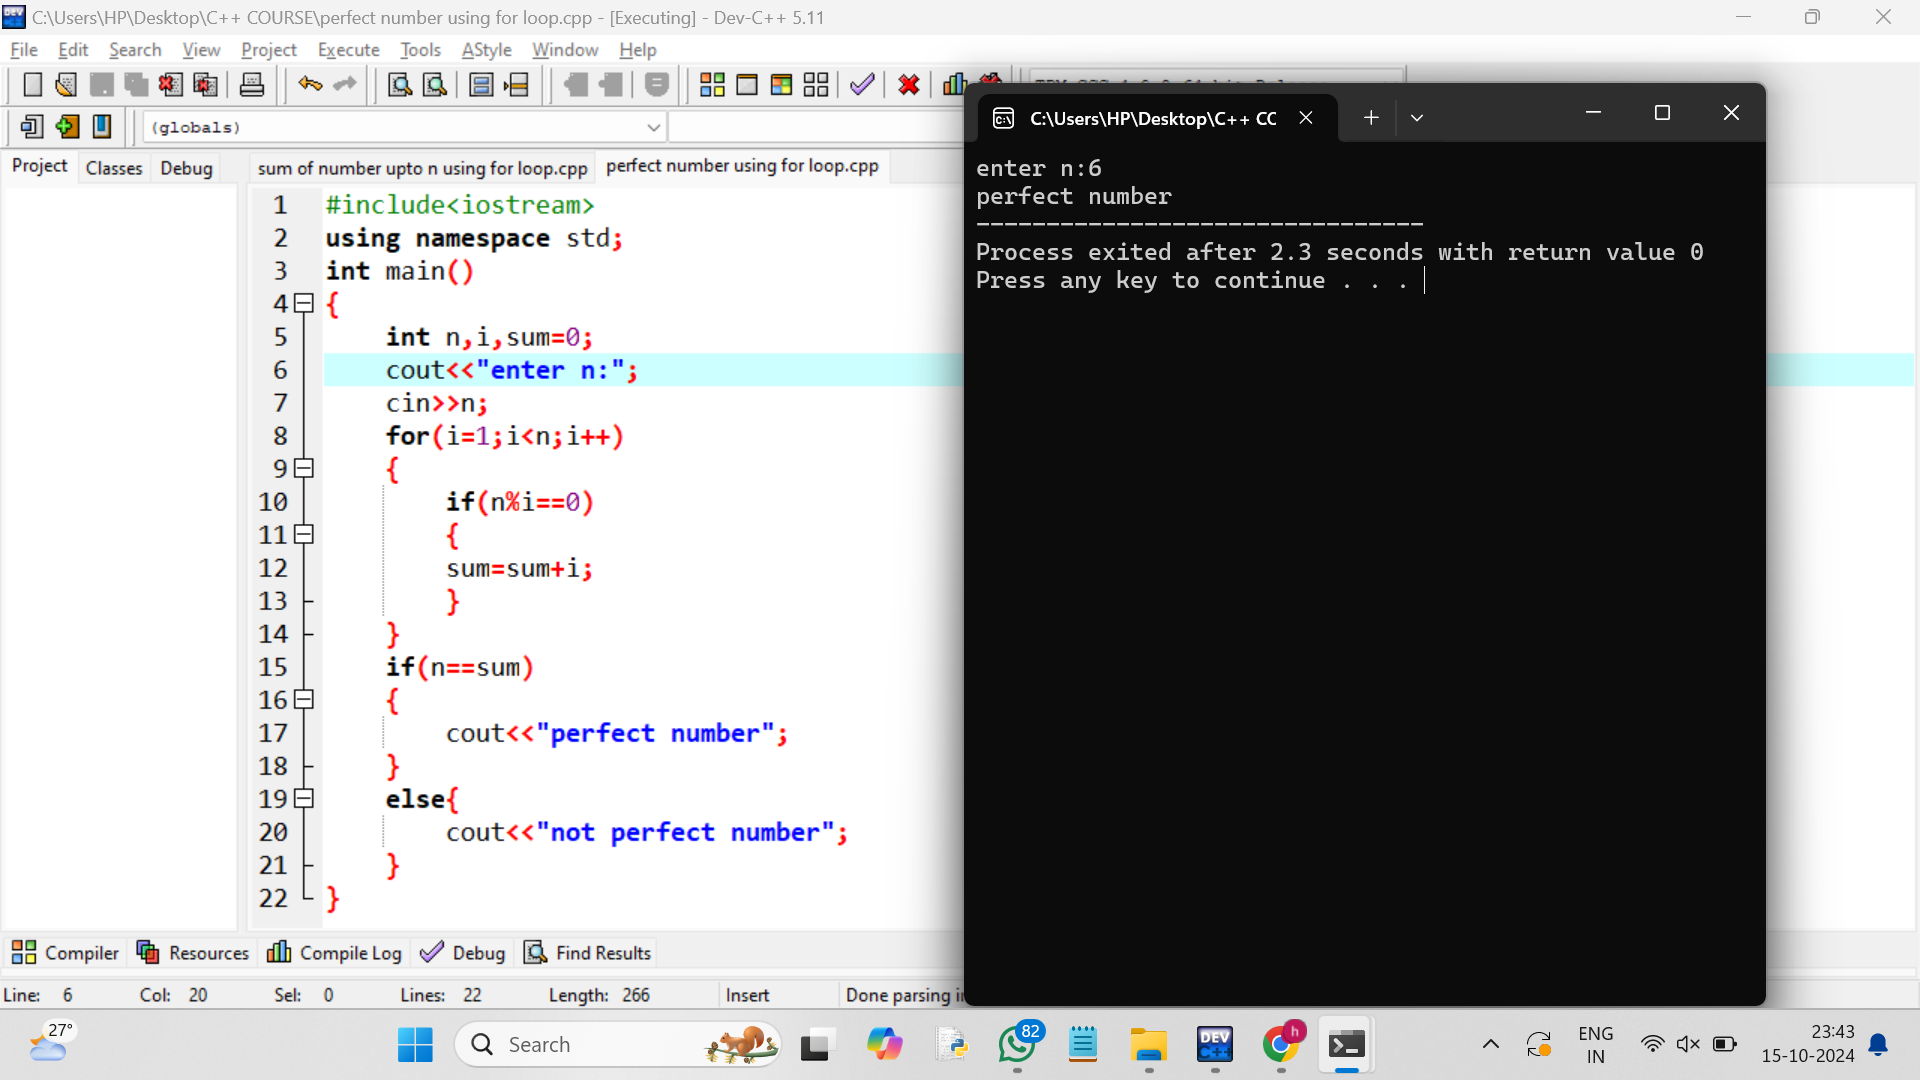 C:\Users\HP\Desktop\C++ COURSE\perfect number using for loop.cpp - [Executing] - Dev-C++ 5.11
File Edit Search View Project Execute Tools AStyle Window Help
(globals)
Project Classes Debug
sum of number upto n using for loop.cpp perfect number using for loop.cpp
1 #include<iostream>
2 using namespace std;
3 int main()
4 {
5 int n,i,sum=0;
6 cout<<"enter n:";
7 cin>>n;
8 for(i=1;i<n;i++)
9 {
10 if(n%i==0)
11 {
12 sum=sum+i;
13 }
14 }
15 if(n==sum)
16 {
17 cout<<"perfect number";
18 }
19 else{
20 cout<<"not perfect number";
21 }
22 }
C:\Users\HP\Desktop\C++ CC
enter n:6
perfect number
--------------------------------
Process exited after 2.3 seconds with return value 0
Press any key to continue . . .
Compiler Resources Compile Log Debug Find Results
Line: 6 Col: 20 Sel: 0 Lines: 22 Length: 266 Insert Done parsing i
27°
Search
82
DEV C++
h
ENG
IN
23:43
15-10-2024